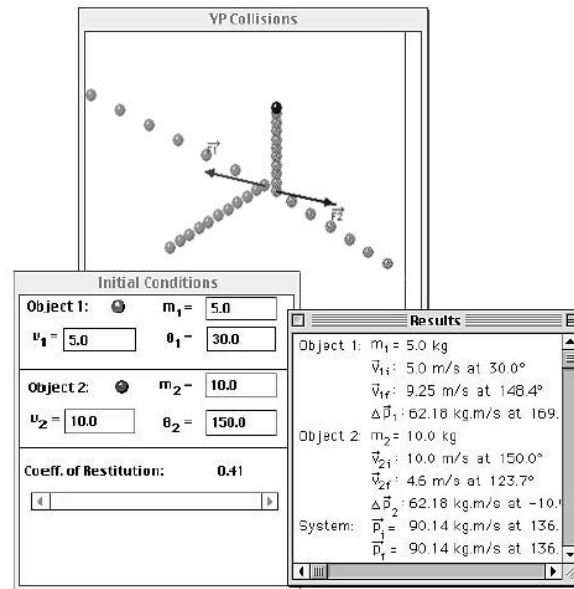 YP Collisions
F1
F2
Initial Conditions
Object 1: m1= 5.0
υ1= 5.0 θ1= 30.0
Object 2: m2= 10.0
υ2= 10.0 θ2= 150.0
Coeff. of Restitution: 0.41
Results
Object 1: m1= 5.0 kg
v1i: 5.0 m/s at 30.0°
v1f: 9.25 m/s at 148.4°
Δp1: 62.18 kg.m/s at 169.
Object 2: m2= 10.0 kg
v2i: 10.0 m/s at 150.0°
v2f: 4.6 m/s at 123.7°
Δp2: 62.18 kg.m/s at -10.
System: pi= 90.14 kg.m/s at 136.
pf= 90.14 kg.m/s at 136.